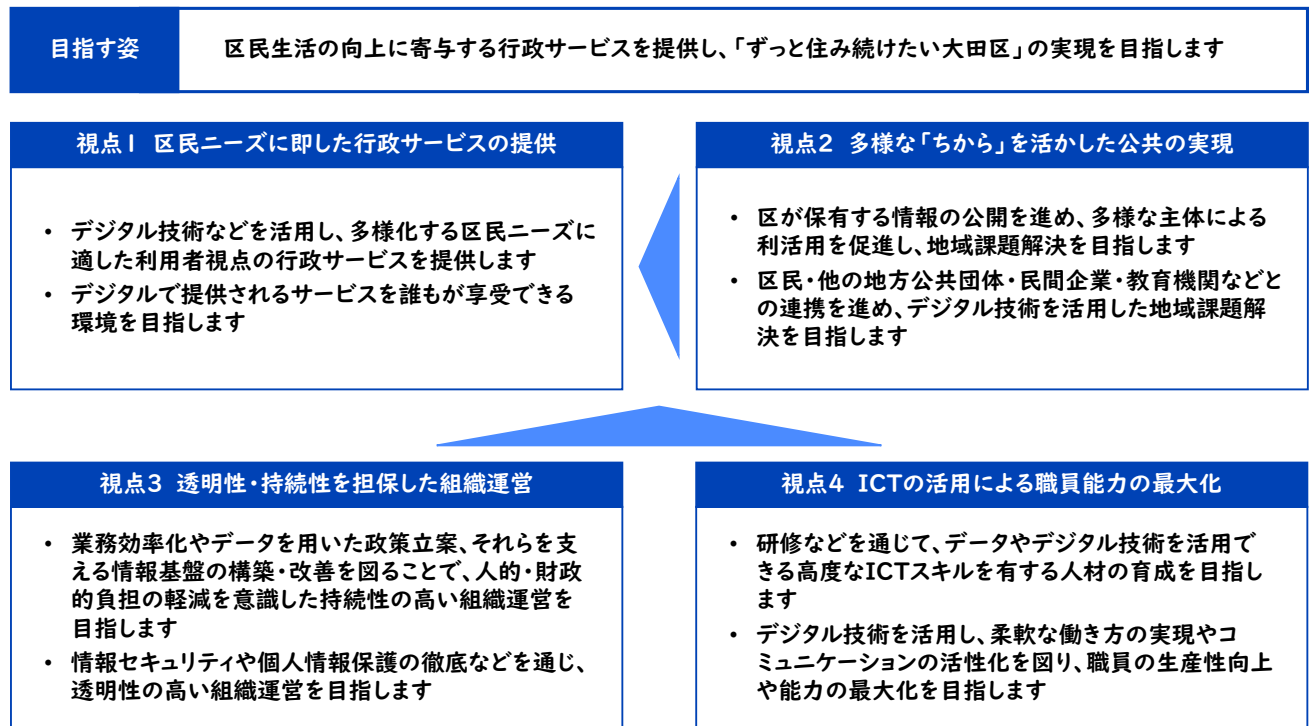 目指す姿
区民生活の向上に寄与する行政サービスを提供し、「ずっと住み続けたい大田区」の実現を目指します
視点1 区民ニーズに即した行政サービスの提供
・ デジタル技術などを活用し、多様化する区民ニーズに
適した利用者視点の行政サービスを提供します
・ デジタルで提供されるサービスを誰もが享受できる
環境を目指します
視点2 多様な「ちから」を活かした公共の実現
・ 区が保有する情報の公開を進め、多様な主体による
利活用を促進し、地域課題解決を目指します
・ 区民・他の地方公共団体・民間企業・教育機関などと
の連携を進め、デジタル技術を活用した地域課題解
決を目指します
視点3 透明性・持続性を担保した組織運営
・ 業務効率化やデータを用いた政策立案、それらを支
える情報基盤の構築・改善を図ることで、人的・財政
的負担の軽減を意識した持続性の高い組織運営を
目指します
・ 情報セキュリティや個人情報保護の徹底などを通じ、
透明性の高い組織運営を目指します
視点4 ICTの活用による職員能力の最大化
・ 研修などを通じて、データやデジタル技術を活用で
きる高度なICTスキルを有する人材の育成を目指し
ます
・ デジタル技術を活用し、柔軟な働き方の実現やコ
ミュニケーションの活性化を図り、職員の生産性向上
や能力の最大化を目指します